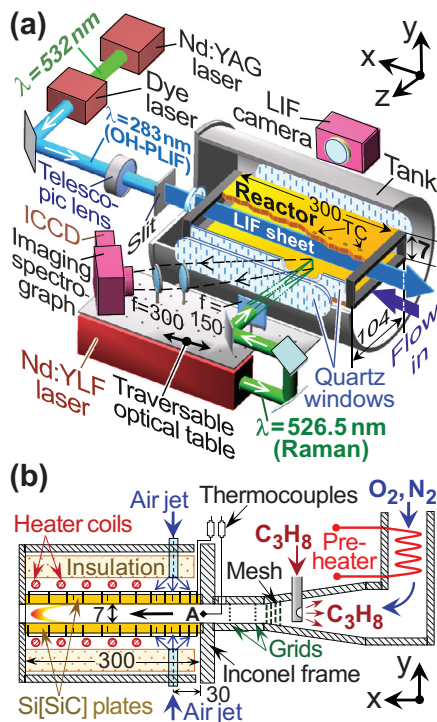 (a)
Nd:YAG
laser
λ=532 nm
Dye
laser
y
x
z
λ=283 nm
(OH-PLIF)
LIF
camera
Tank
Telesco-
pic lens
Slit
300
Reactor
TC
LIF sheet
7
ICCD
Imaging
spectro-
graph
f=300
f=
150
104
Flow
in
Nd:YLF
laser
Traversable
optical table
Quartz
windows
λ=526.5 nm
(Raman)
(b)
Air jet
Thermocouples
O₂,N₂
Heater coils
C₃H₈
Pre-
heater
Insulation
Mesh
7
A
C₃H₈
Grids
300
30
Inconel frame
Si[SiC] plates
Air jet
y
x